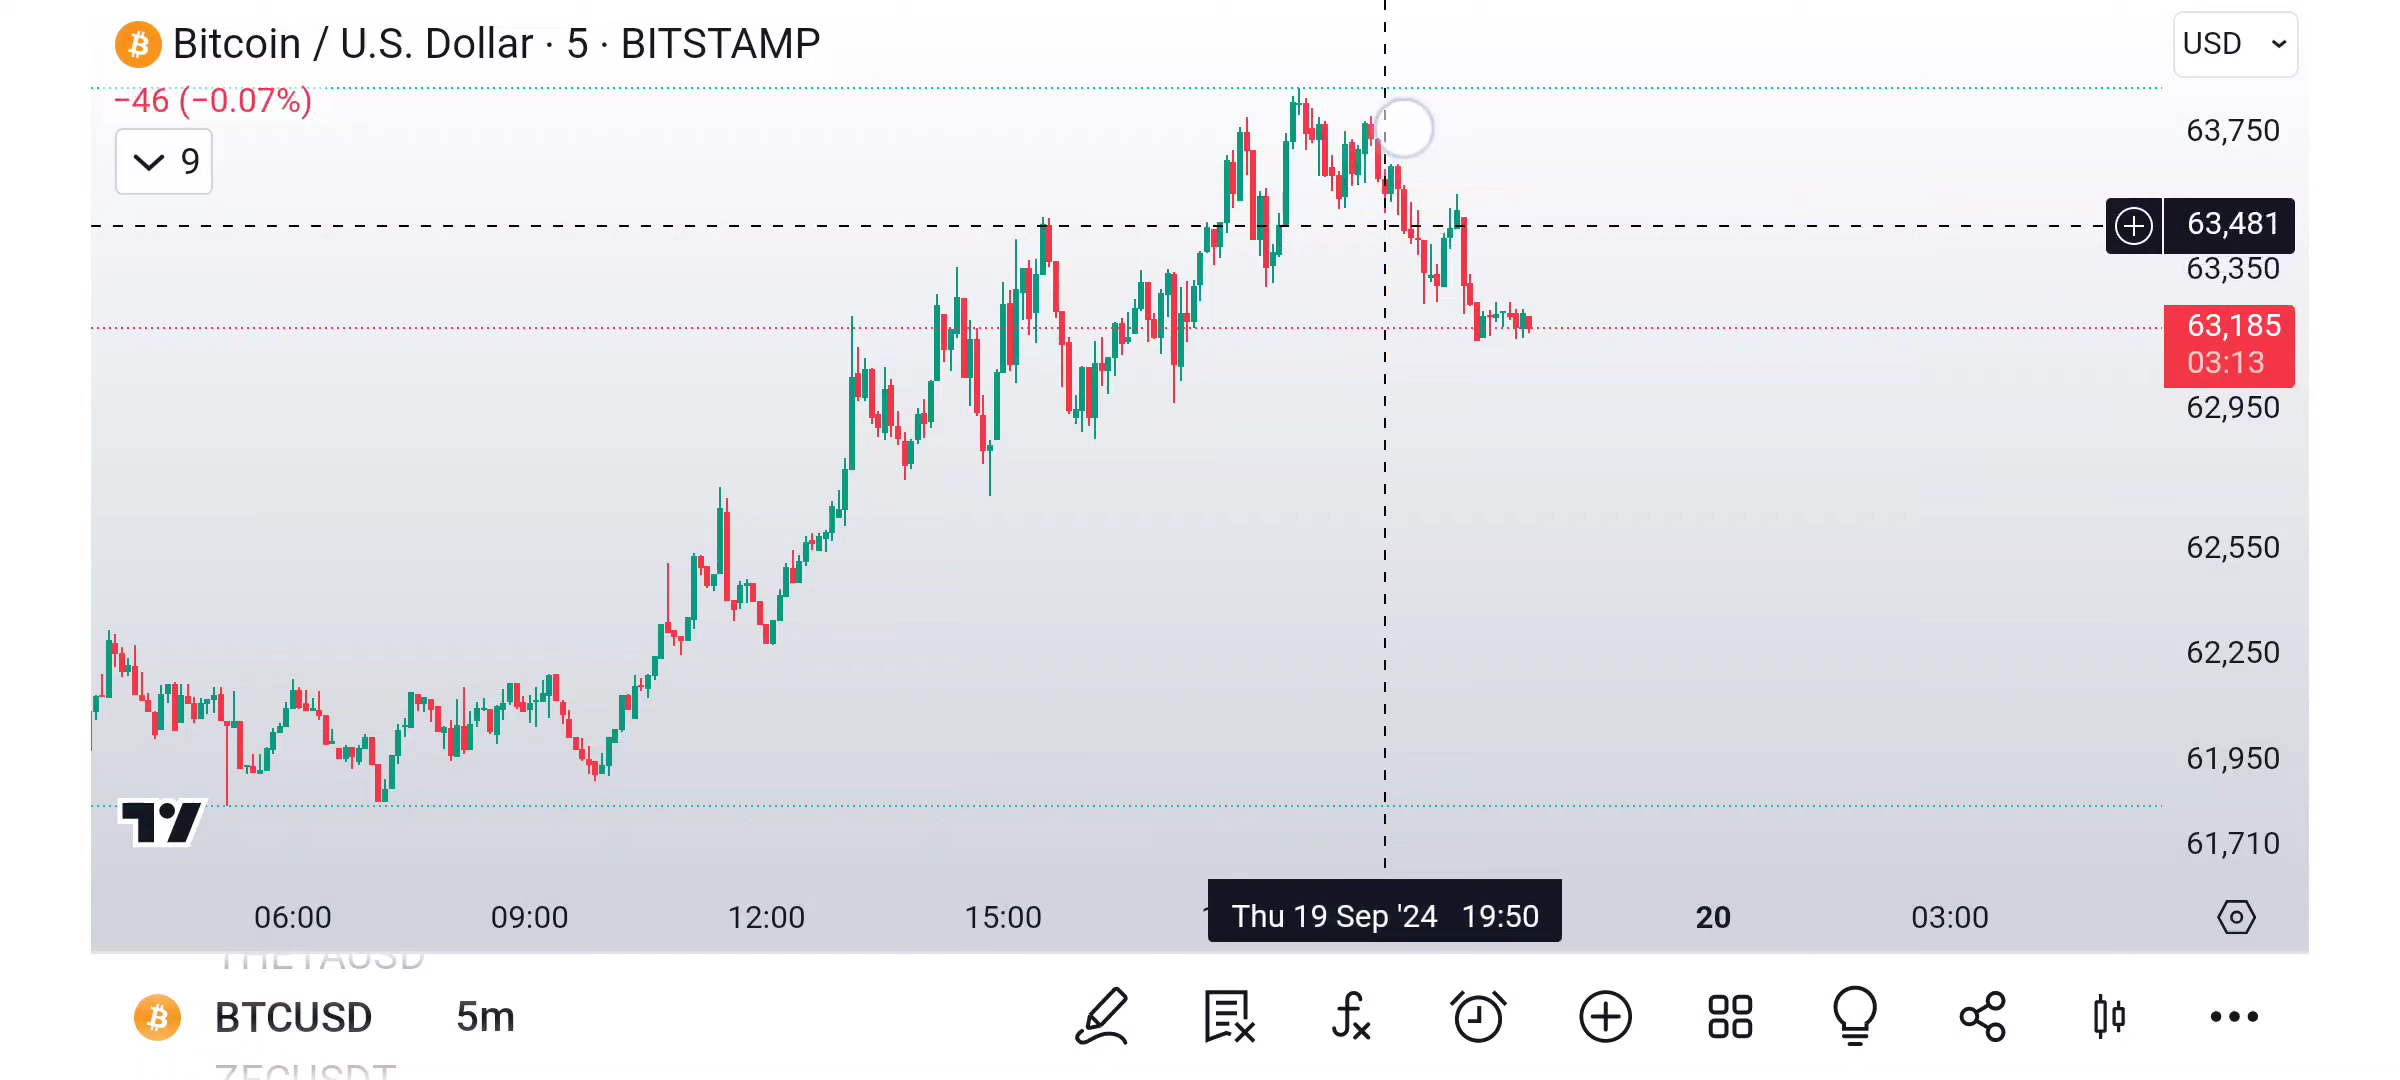 Bitcoin / U.S. Dollar · 5 · BITSTAMP
USD
−46 (−0.07%)
9
63,750
63,481
63,350
63,185
03:13
62,950
62,550
62,250
61,950
61,710
06:00 09:00 12:00 15:00 Thu 19 Sep '24 19:50 20 03:00
THETAUSD
BTCUSD 5m
ZECUSDT